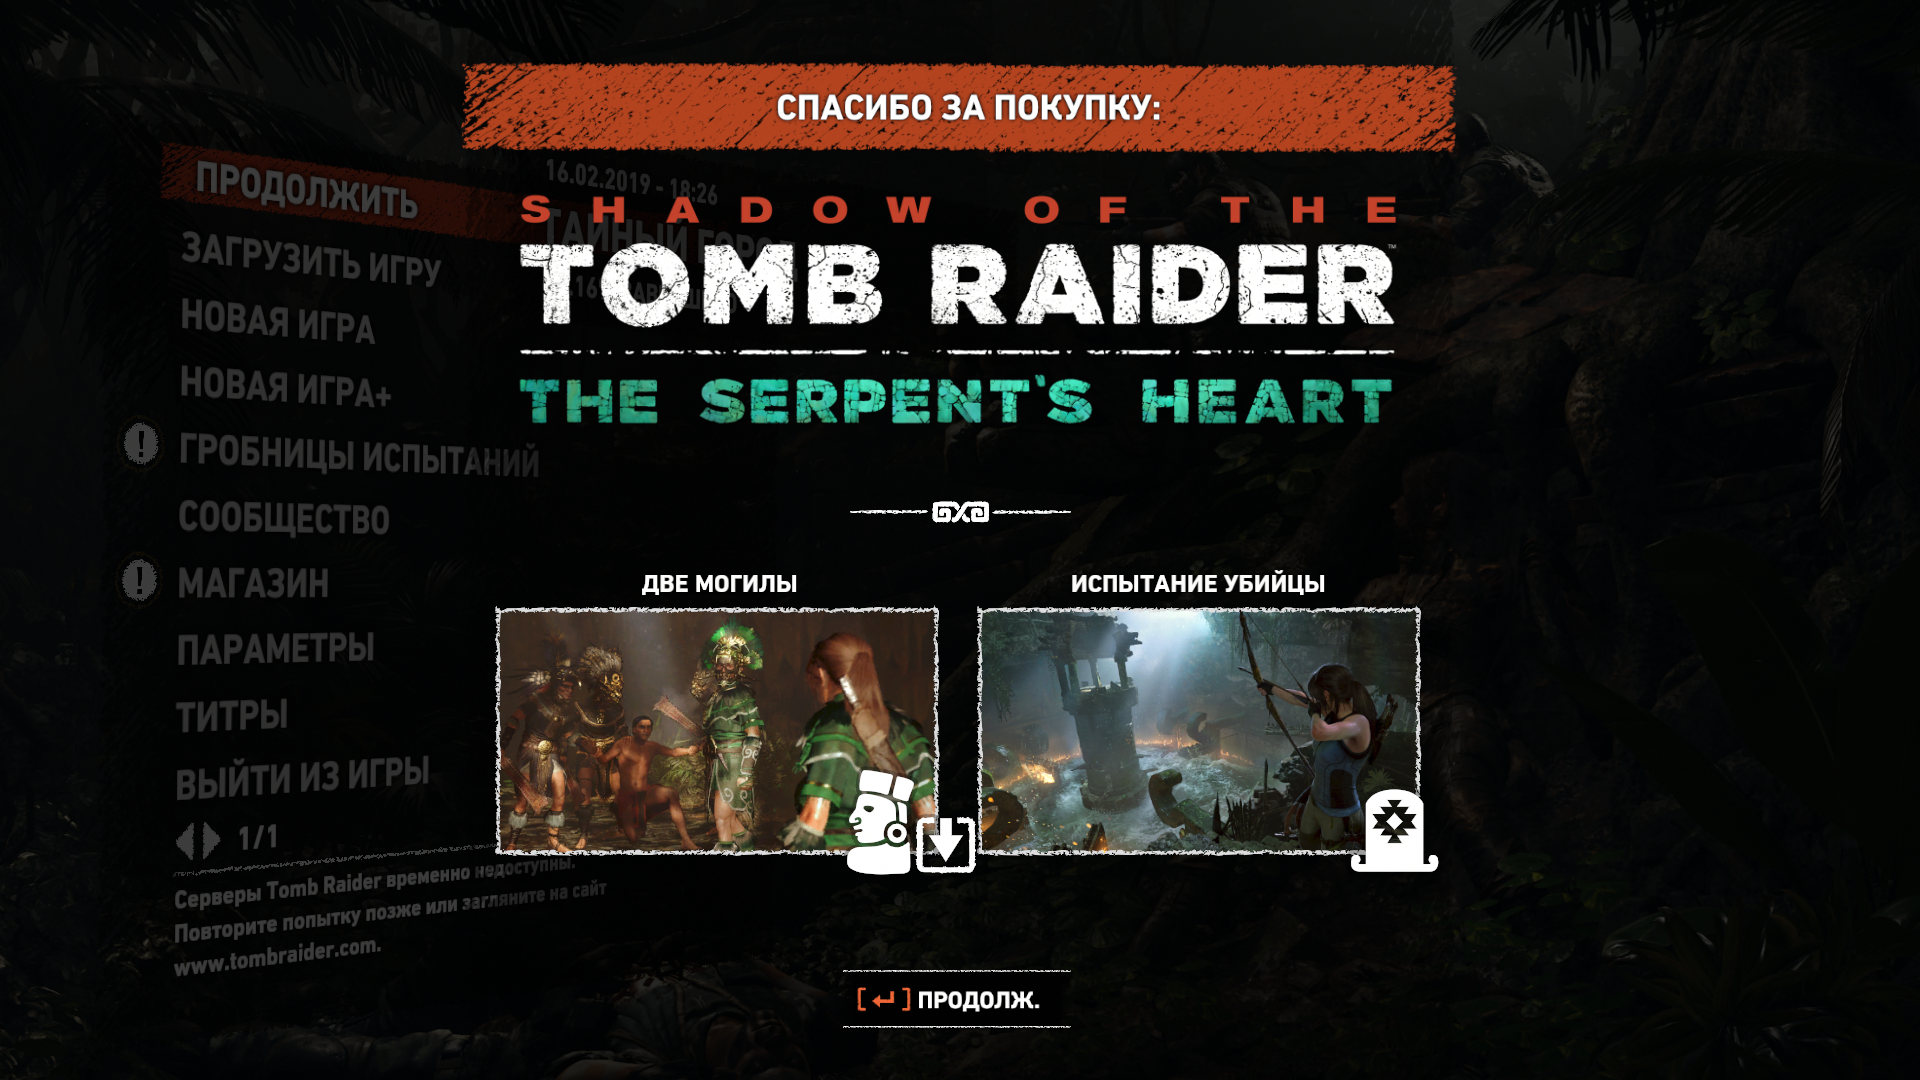 СПАСИБО ЗА ПОКУПКУ:
SHADOW OF THE
TOMB RAIDER™
THE SERPENT'S HEART
ДВЕ МОГИЛЫ
ИСПЫТАНИЕ УБИЙЦЫ
[↵] ПРОДОЛЖ.
ПРОДОЛЖИТЬ
ЗАГРУЗИТЬ ИГРУ
НОВАЯ ИГРА
НОВАЯ ИГРА+
ГРОБНИЦЫ ИСПЫТАНИЙ
СООБЩЕСТВО
МАГАЗИН
ПАРАМЕТРЫ
ТИТРЫ
ВЫЙТИ ИЗ ИГРЫ
1/1
Серверы Tomb Raider временно недоступны.
Повторите попытку позже или загляните на сайт
www.tombraider.com.
16.02.2019 - 18:26
ТАЙНЫЙ